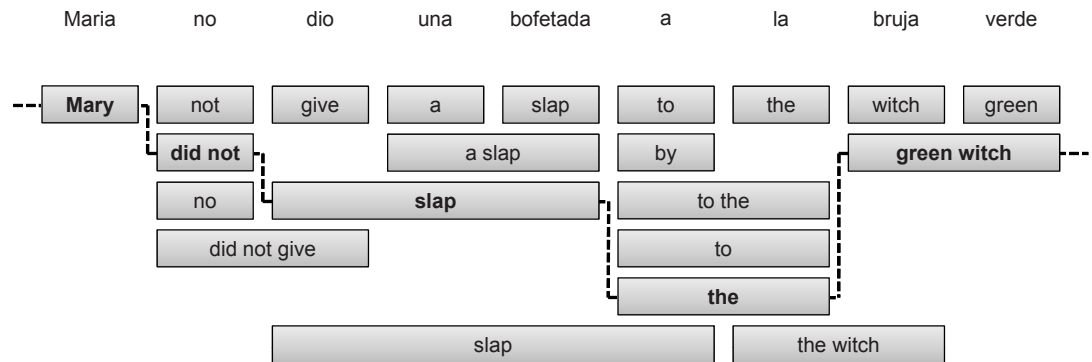 Maria no dio una bofetada a la bruja verde
Mary not give a slap to the witch green
did not a slap by green witch
no slap to the
did not give to
the
slap the witch